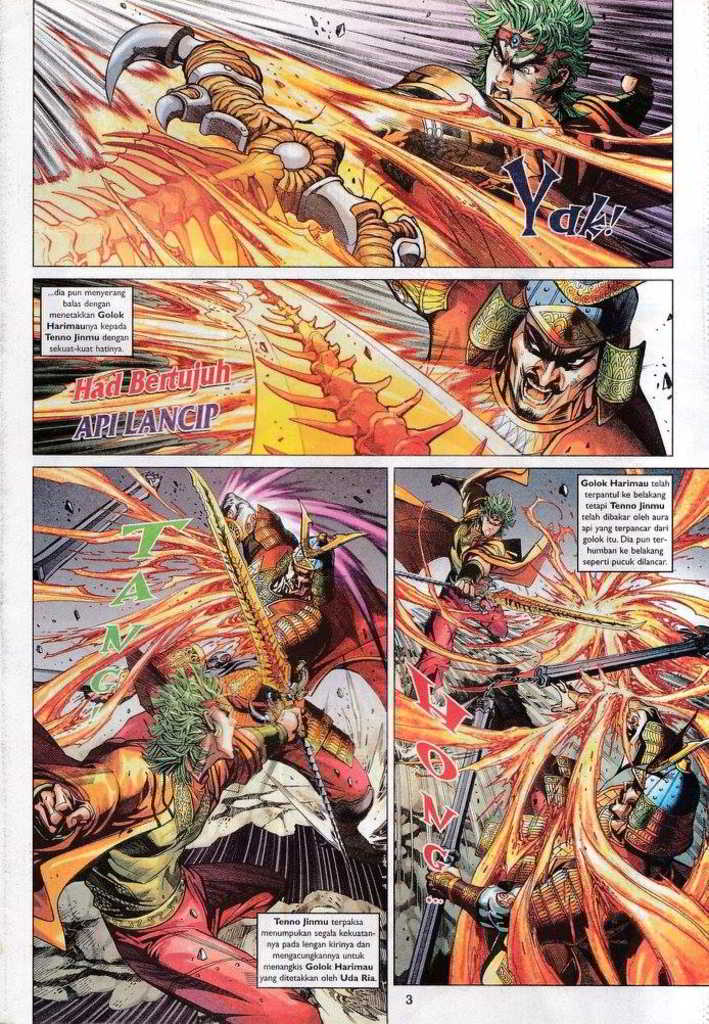 Yak!
...dia pun menyerang
balas dengan
menetakkan Golok
Harimaunya kepada
Tenno Jinmu dengan
sekuat-kuat hatinya.
Had Bertujuh
API LANCIP
TANG!
Golok Harimau telah
terpantul ke belakang
tetapi Tenno Jinmu
telah dibakar oleh aura
api yang terpancar dari
golok itu. Dia pun ter-
humban ke belakang
seperti pucuk dilancar.
HONG...
Tenno Jinmu terpaksa
menumpukan segala kekuatan-
nya pada lengan kirinya dan
mengacungkannya untuk
menangkis Golok Harimau
yang ditetakkan oleh Uda Ria.
3